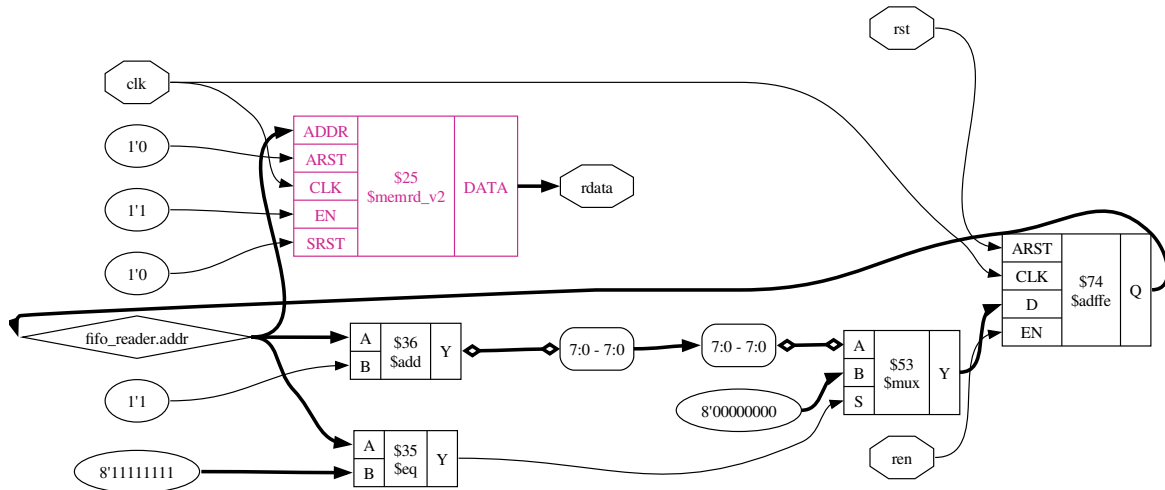 rst
clk
1'0
1'1
1'0
ADDR
ARST
CLK
EN
SRST
$25
$memrd_v2
DATA
rdata
ARST
CLK
D
EN
$74
$adffe
Q
fifo_reader.addr
1'1
8'11111111
A
B
$36
$add
Y
7:0 - 7:0
7:0 - 7:0
8'00000000
A
B
S
$53
$mux
Y
A
B
$35
$eq
Y
ren